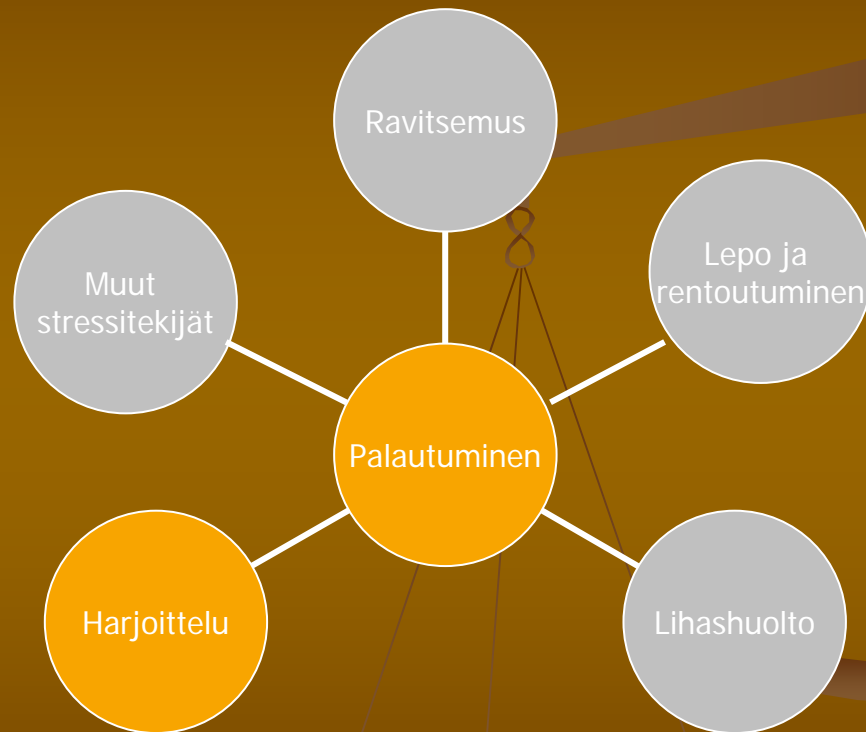 Ravitsemus
Lepo ja
rentoutuminen
Muut
stressitekijät
Palautuminen
Harjoittelu
Lihashuolto